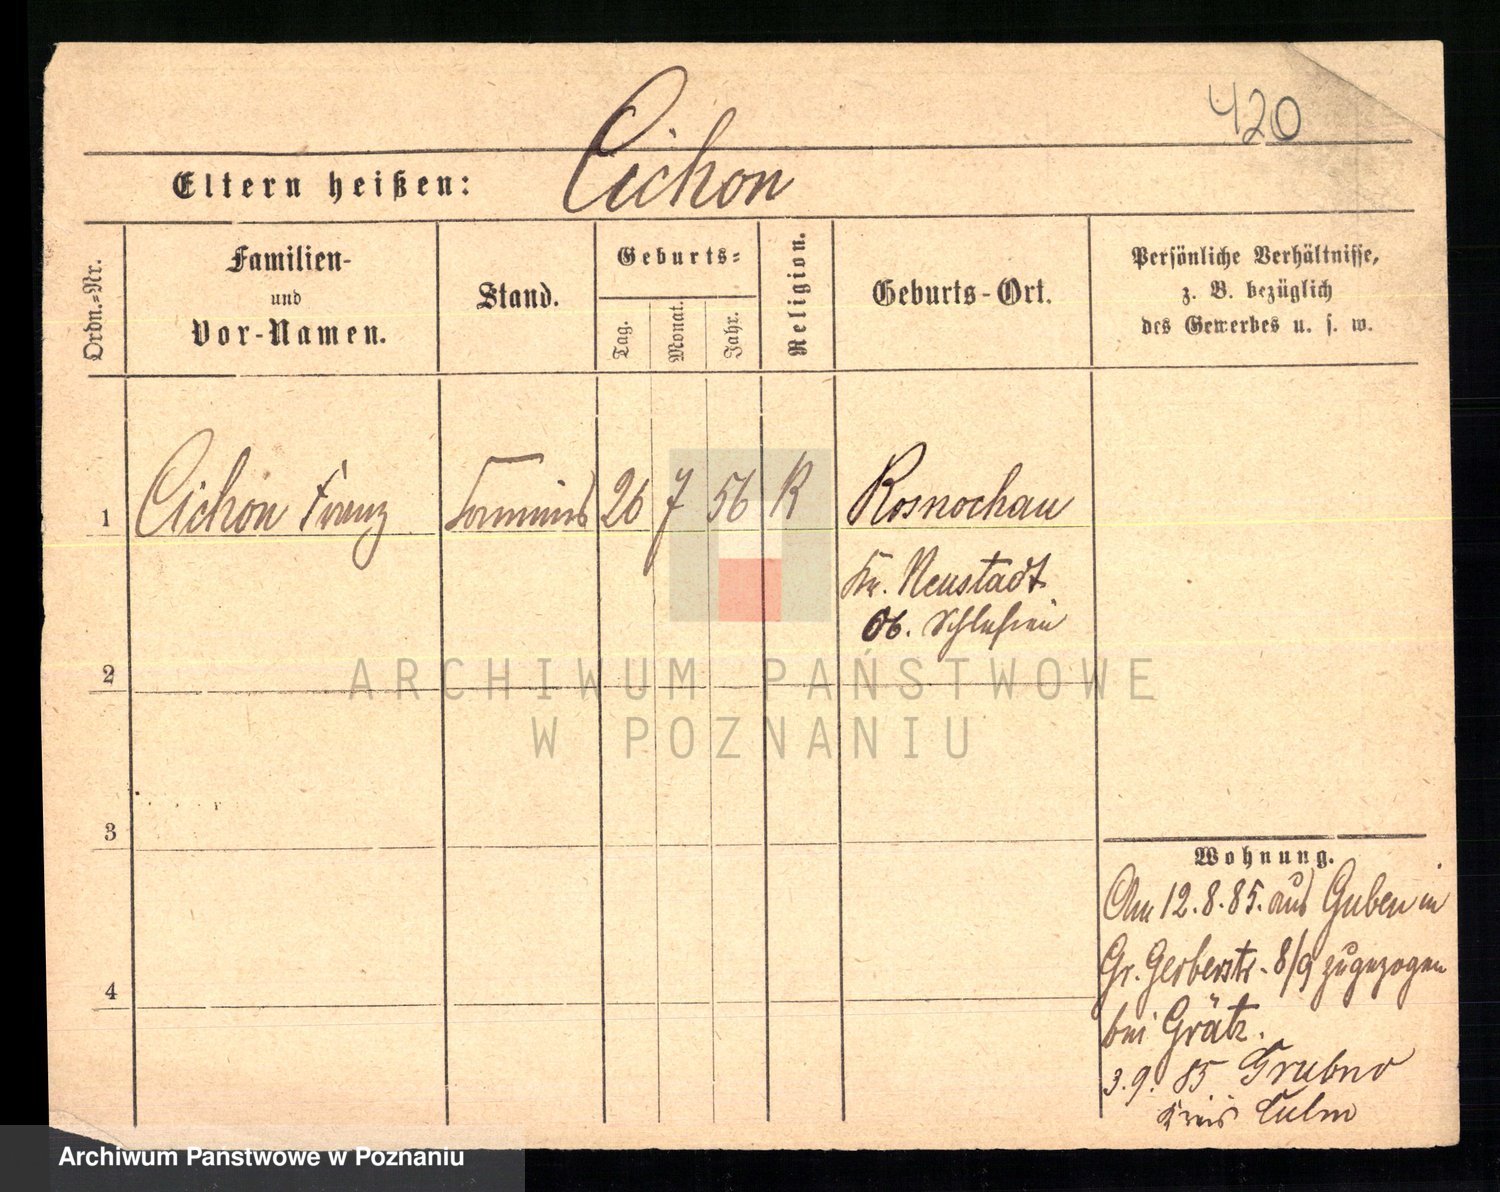 420
Eltern heißen: Cichon
Ordn.-Nr.
Familien-
und
Vor-Namen.
Stand.
Geburts-
Tag.
Monat.
Jahr.
Religion.
Geburts-Ort.
Persönliche Verhältnisse,
z. B. bezüglich
des Gewerbes u. s. w.
1 Cichon Franz 26 7 56 K Rosnochau
Kr. Neustadt
Ob. Schlesien
2
3
4
Wohnung.
Am 12.8.85. aus Guben in
Gr. Gerberstr. 8/9 zugezogen
bei Grätz.
3.9.85 Grubno
Kreis Culm
ARCHIWUM PAŃSTWOWE
W POZNANIU
Archiwum Panstwowe w Poznaniu